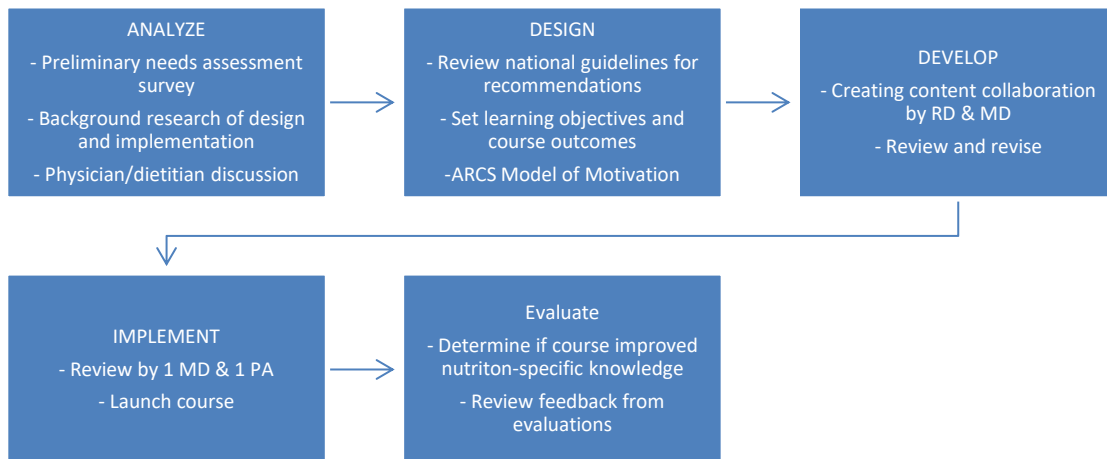 ANALYZE
- Preliminary needs assessment
survey
- Background research of design
and implementation
- Physician/dietitian discussion
DESIGN
- Review national guidelines for
recommendations
- Set learning objectives and
course outcomes
-ARCS Model of Motivation
DEVELOP
- Creating content collaboration
by RD & MD
- Review and revise
IMPLEMENT
- Review by 1 MD & 1 PA
- Launch course
Evaluate
- Determine if course improved
nutriton-specific knowledge
- Review feedback from
evaluations